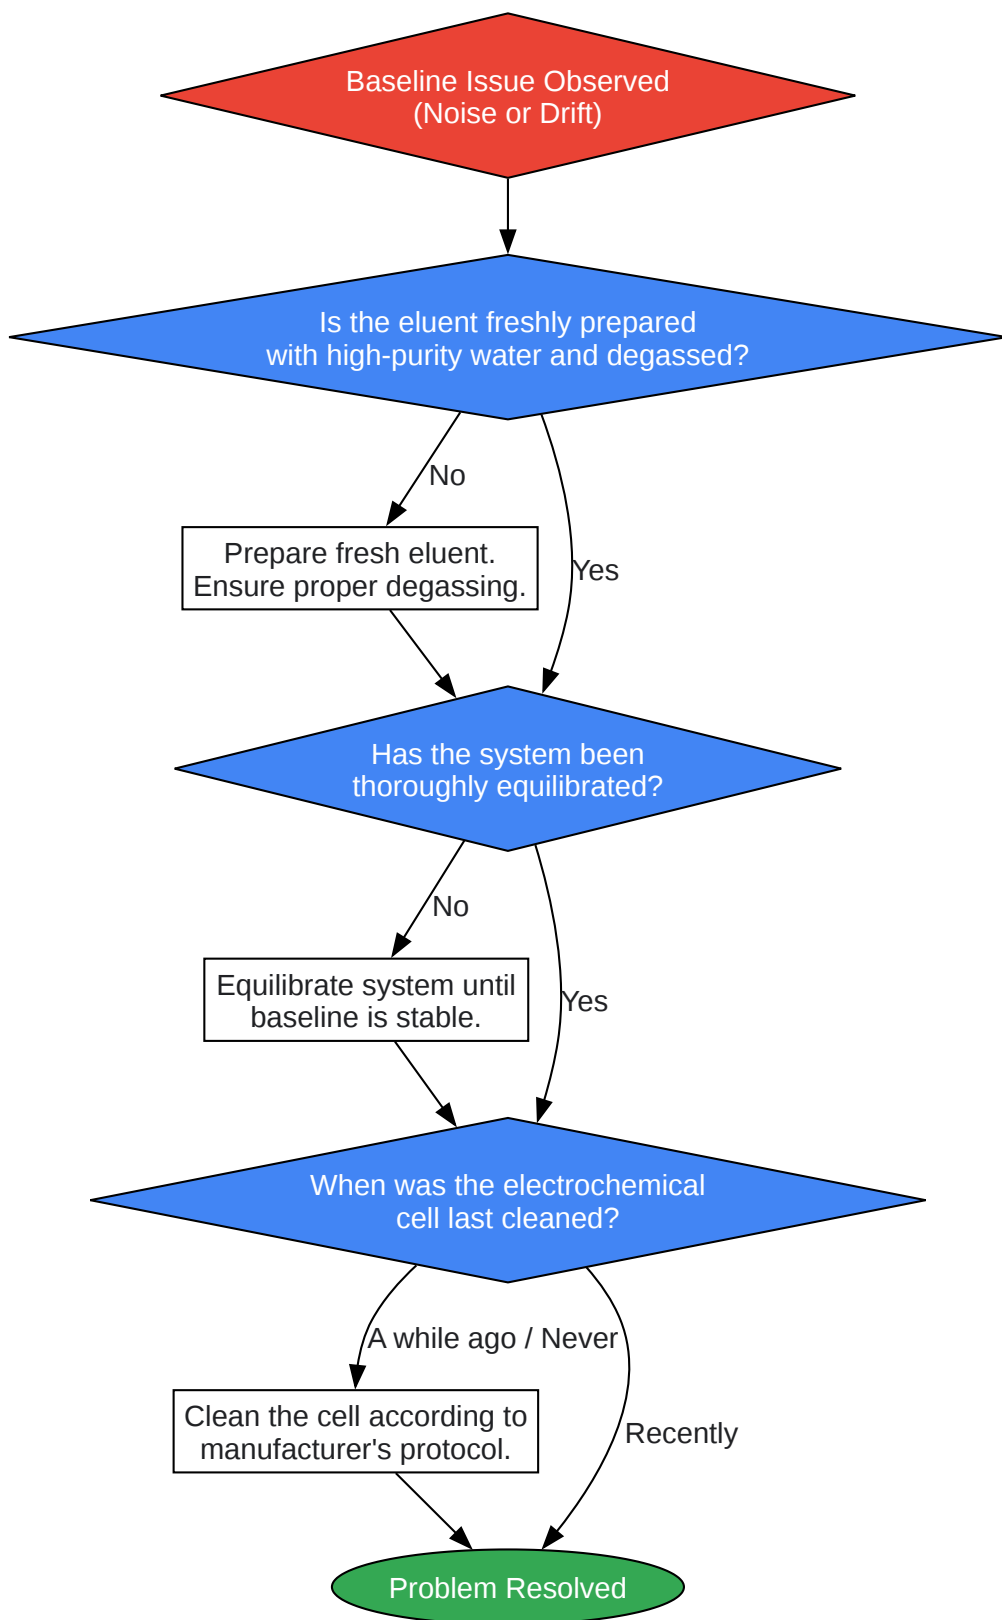 Baseline Issue Observed
(Noise or Drift)
Is the eluent freshly prepared
with high-purity water and degassed?
No
Prepare fresh eluent.
Ensure proper degassing.
Yes
Has the system been
thoroughly equilibrated?
No
Equilibrate system until
baseline is stable.
Yes
When was the electrochemical
cell last cleaned?
A while ago / Never
Clean the cell according to
manufacturer's protocol.
Recently
Problem Resolved